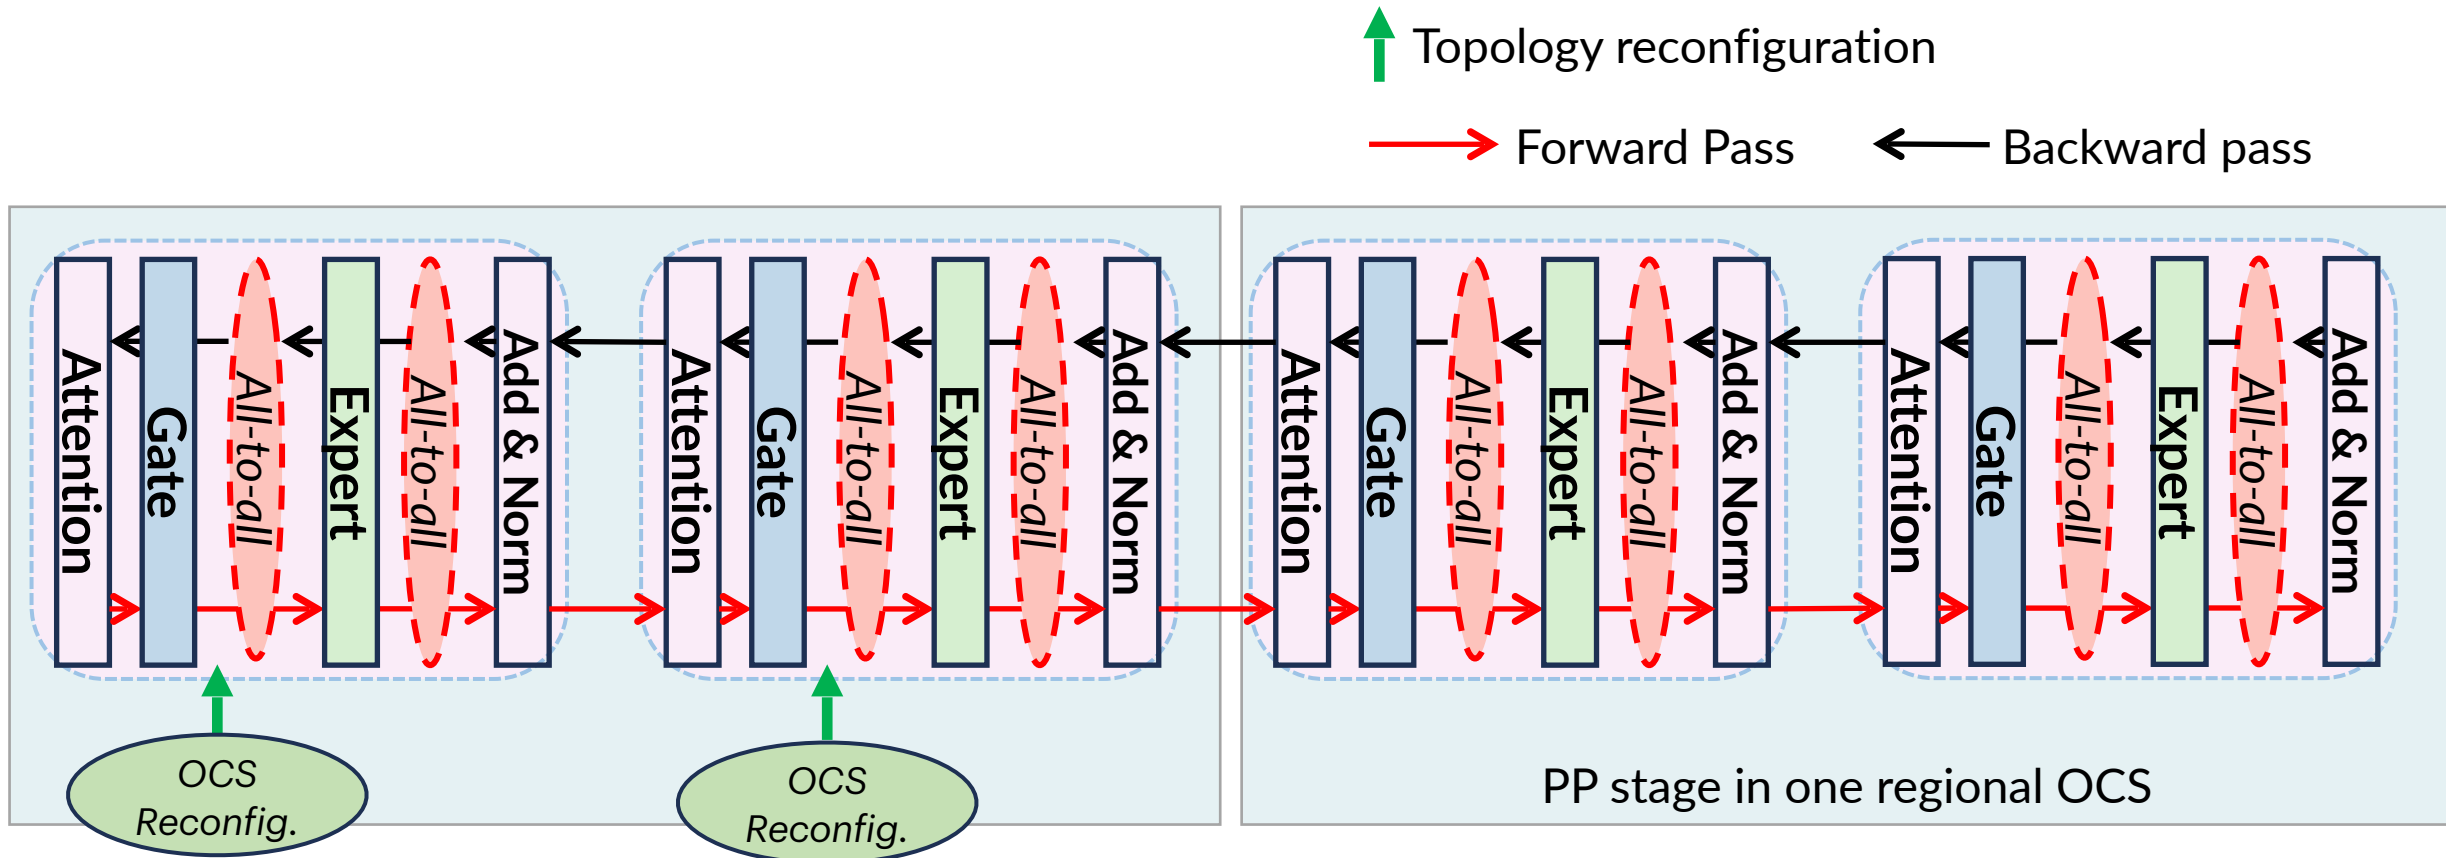 Topology reconfiguration
Forward Pass
Backward pass
Attention
Gate
All-to-all
Expert
All-to-all
Add & Norm
Attention
Gate
All-to-all
Expert
All-to-all
Add & Norm
Attention
Gate
All-to-all
Expert
All-to-all
Add & Norm
Attention
Gate
All-to-all
Expert
All-to-all
Add & Norm
OCS
Reconfig.
OCS
Reconfig.
PP stage in one regional OCS